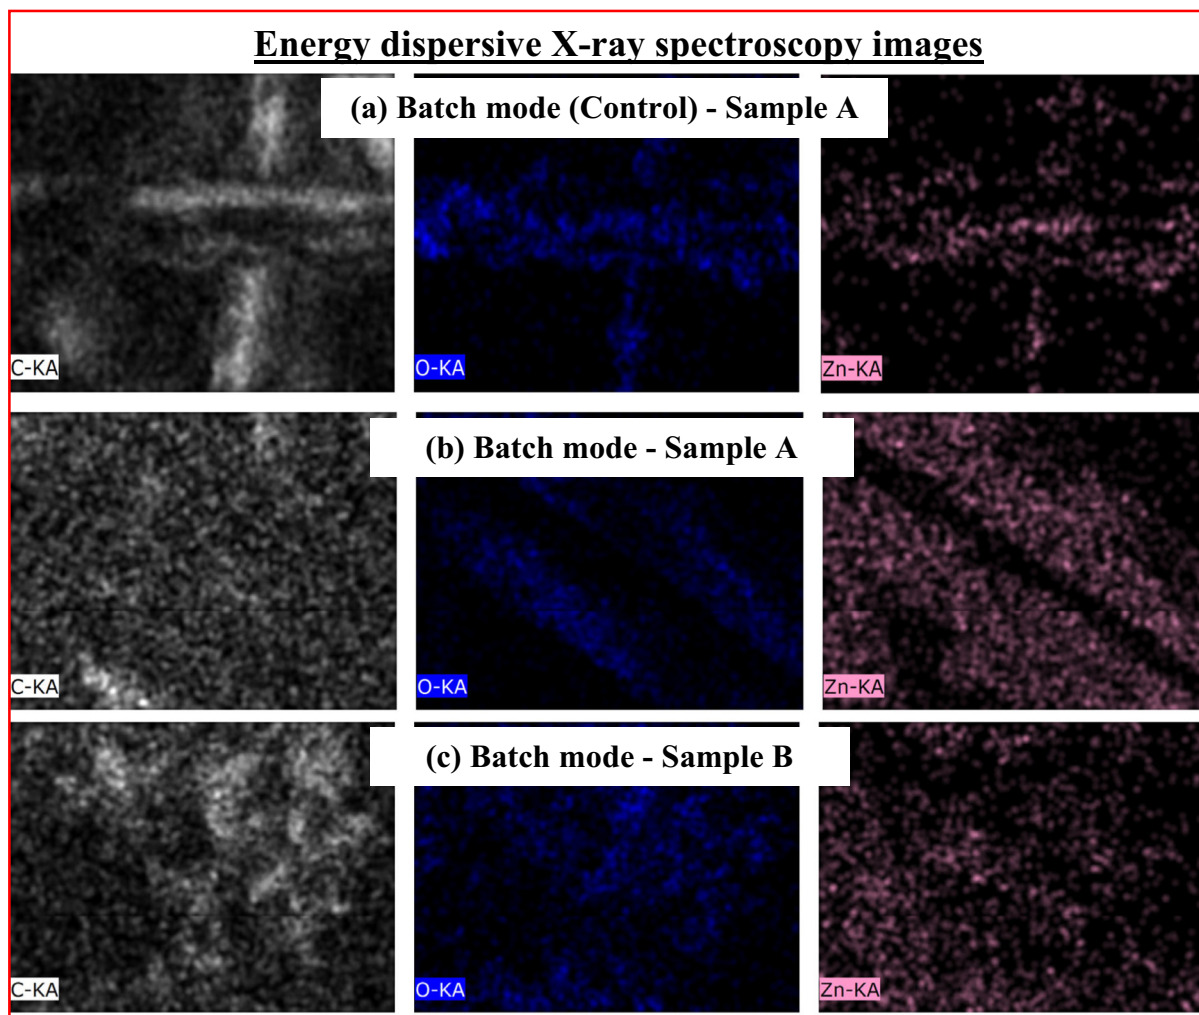 Energy dispersive X-ray spectroscopy images
(a) Batch mode (Control) - Sample A
C-KA
O-KA
Zn-KA
(b) Batch mode - Sample A
C-KA
O-KA
Zn-KA
(c) Batch mode - Sample B
C-KA
O-KA
Zn-KA